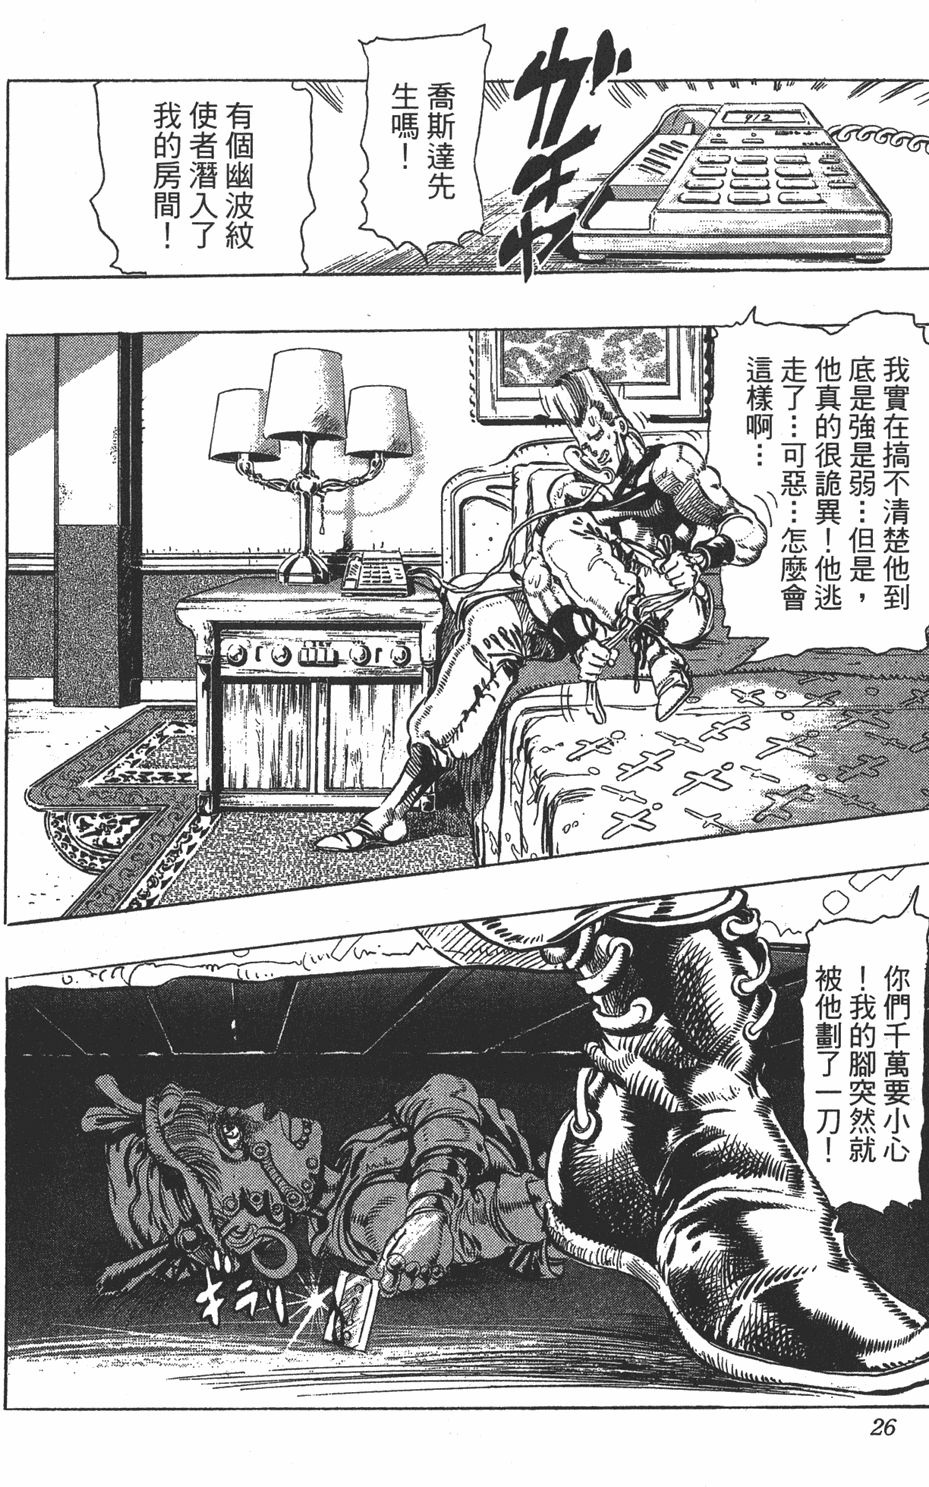 ガチャ
912
喬斯達先
生嗎！
有個幽波紋
使者潛入了
我的房間！
我實在搞不清楚他到
底是強是弱…但是，
他真的很詭異！他逃
走了…可惡…怎麼會
這樣啊…
你們千萬要小心
！我的腳突然就
被他劃了一刀！
ギラリ
26